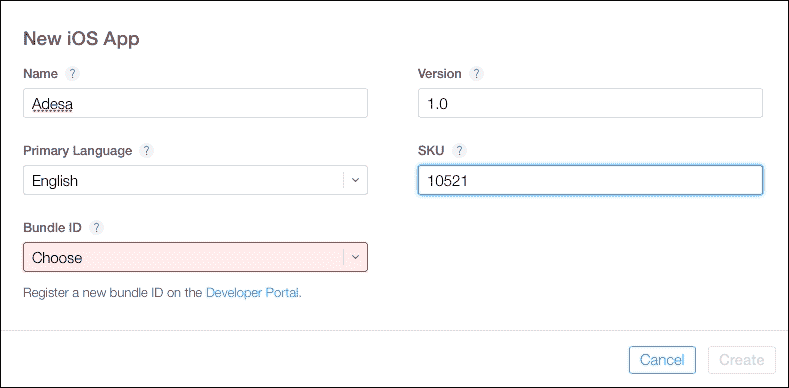 New iOS App
Name ?
Version ?
Adesa
1.0
Primary Language ?
SKU ?
English
10521
Bundle ID ?
Choose
Register a new bundle ID on the Developer Portal.
Cancel
Create